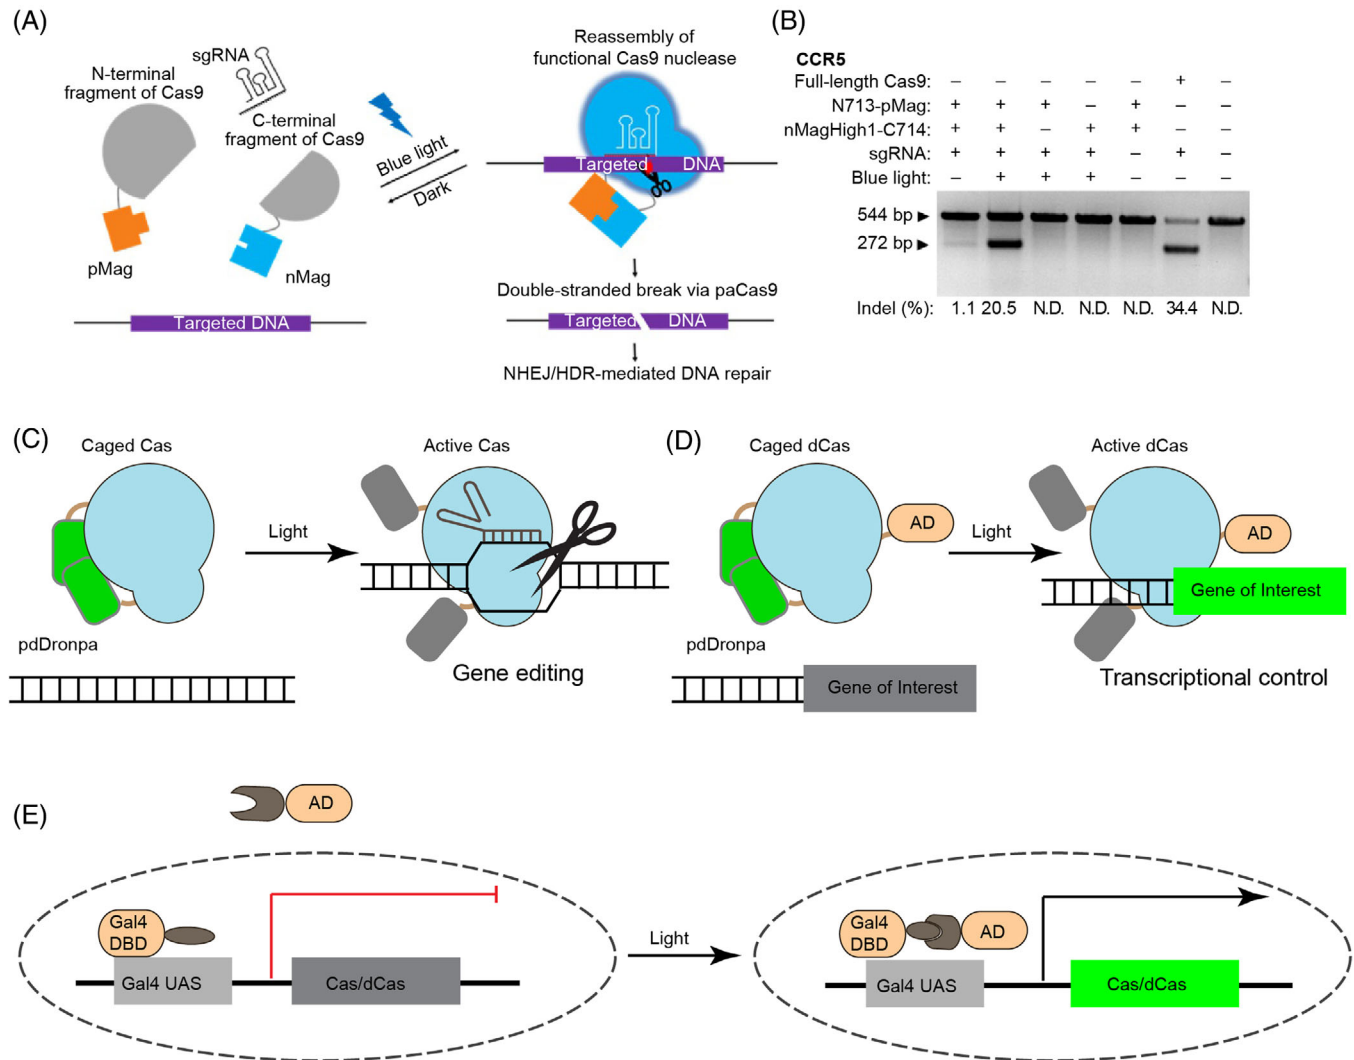 (A)
sgRNA
N-terminal
fragment of Cas9
C-terminal
fragment of Cas9
Blue light
Dark
pMag
nMag
Targeted DNA
Reassembly of
functional Cas9 nuclease
Targeted DNA
Double-stranded break via paCas9
Targeted DNA
NHEJ/HDR-mediated DNA repair
(B)
CCR5
Full-length Cas9: – – – – – + –
N713-pMag: + + + – + – –
nMagHigh1-C714: + + – + + – –
sgRNA: + + + + – + –
Blue light: – + + + – – –
544 bp ►
272 bp ►
Indel (%): 1.1 20.5 N.D. N.D. N.D. 34.4 N.D.
(C)
Caged Cas
Active Cas
Light
pdDronpa
Gene editing
(D)
Caged dCas
Active dCas
AD
Light
AD
Gene of Interest
pdDronpa
Gene of Interest
Transcriptional control
(E)
AD
Gal4
DBD
Gal4 UAS
Cas/dCas
Light
Gal4
DBD
AD
Gal4 UAS
Cas/dCas